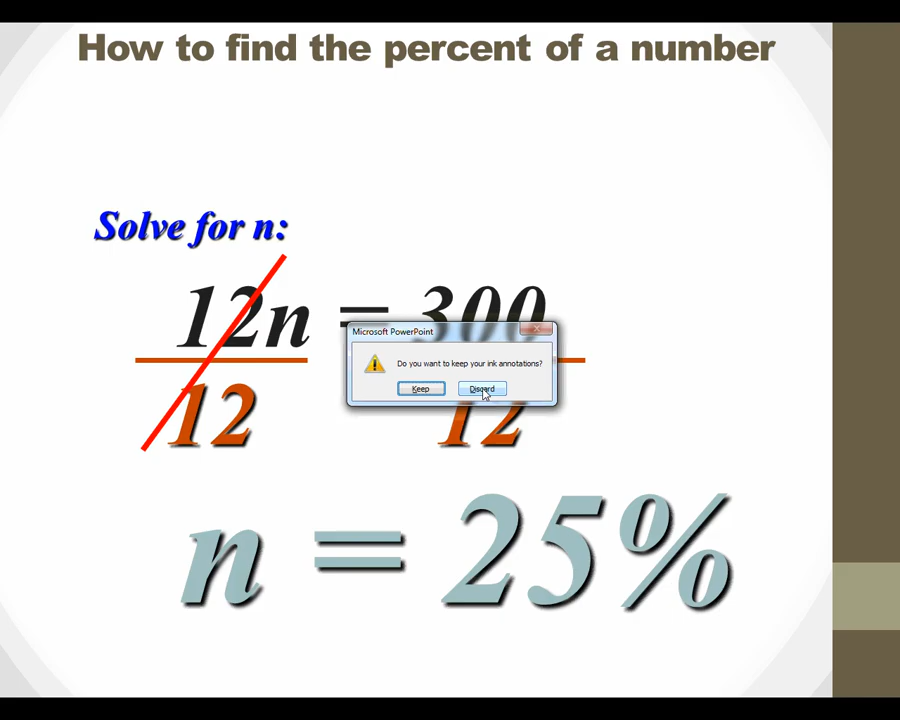 How to find the percent of a number
Solve for n:
12n = 300
Microsoft PowerPoint
Do you want to keep your ink annotations?
Keep Discard
12 12
n = 25%